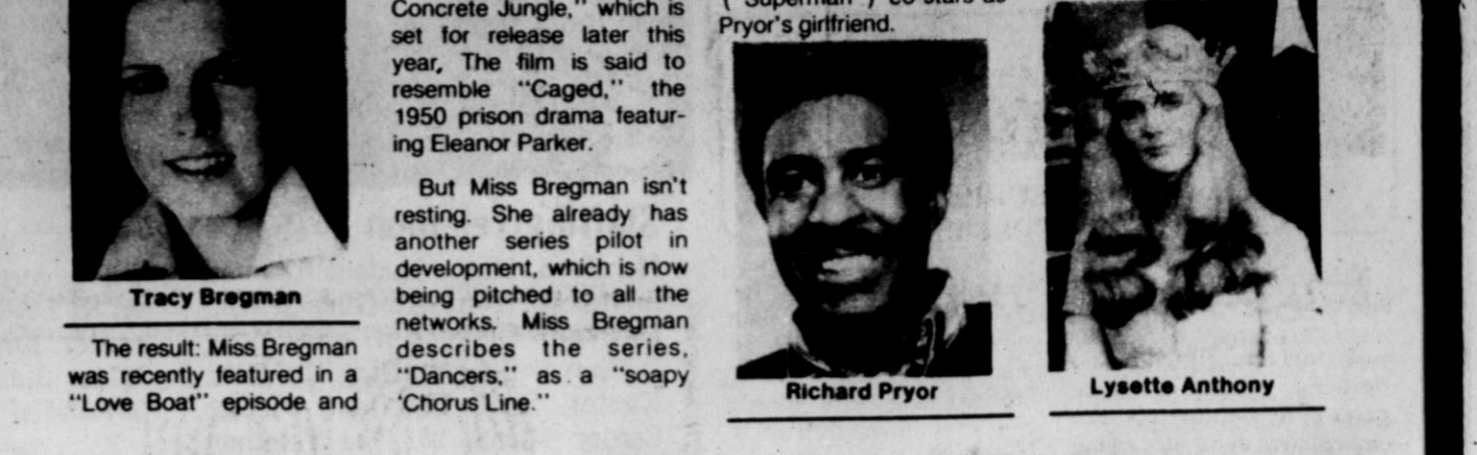 Tracy Bregman
The result: Miss Bregman
was recently featured in a
"Love Boat" episode and
Concrete Jungle," which is
set for release later this
year, The film is said to
resemble "Caged," the
1950 prison drama featur-
ing Eleanor Parker.
But Miss Bregman isn't
resting. She already has
another series pilot in
development, which is now
being pitched to all the
networks. Miss Bregman
describes the series,
"Dancers," as a "soapy
'Chorus Line."
("Superman") co-stars as
Pryor's girlfriend.
Richard Pryor
Lysette Anthony